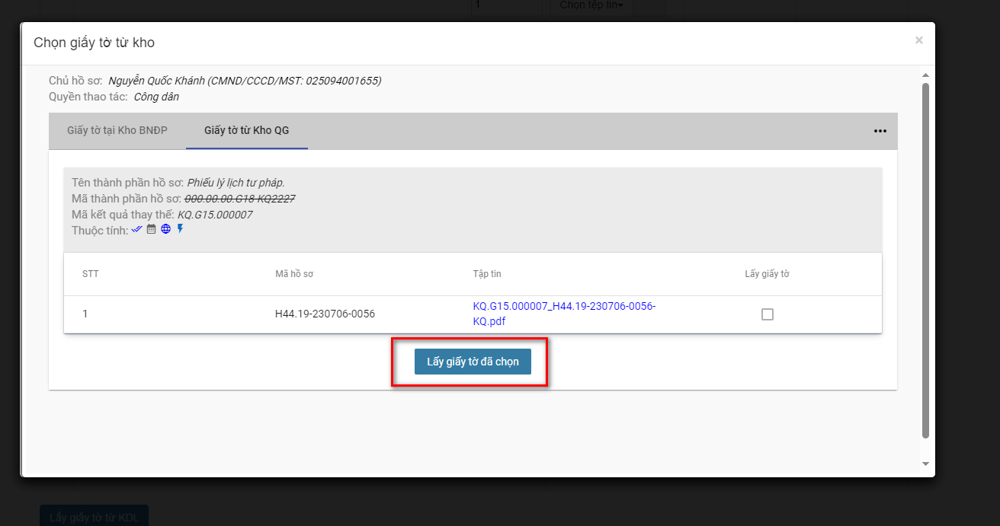 1
Chọn tệp tin
Chọn giấy tờ từ kho
×
Chủ hồ sơ: Nguyễn Quốc Khánh (CMND/CCCD/MST: 025094001655)
Quyền thao tác: Công dân
Giấy tờ tại Kho BNĐP
Giấy tờ từ Kho QG
•••
Tên thành phần hồ sơ: Phiếu lý lịch tư pháp.
Mã thành phần hồ sơ: 000.00.00.G18-KQ2227
Mã kết quả thay thế: KQ.G15.000007
Thuộc tính:
STT
Mã hồ sơ
Tập tin
Lấy giấy tờ
1
H44.19-230706-0056
KQ.G15.000007_H44.19-230706-0056-
KQ.pdf
Lấy giấy tờ đã chọn
Lấy giấy tờ từ KDL